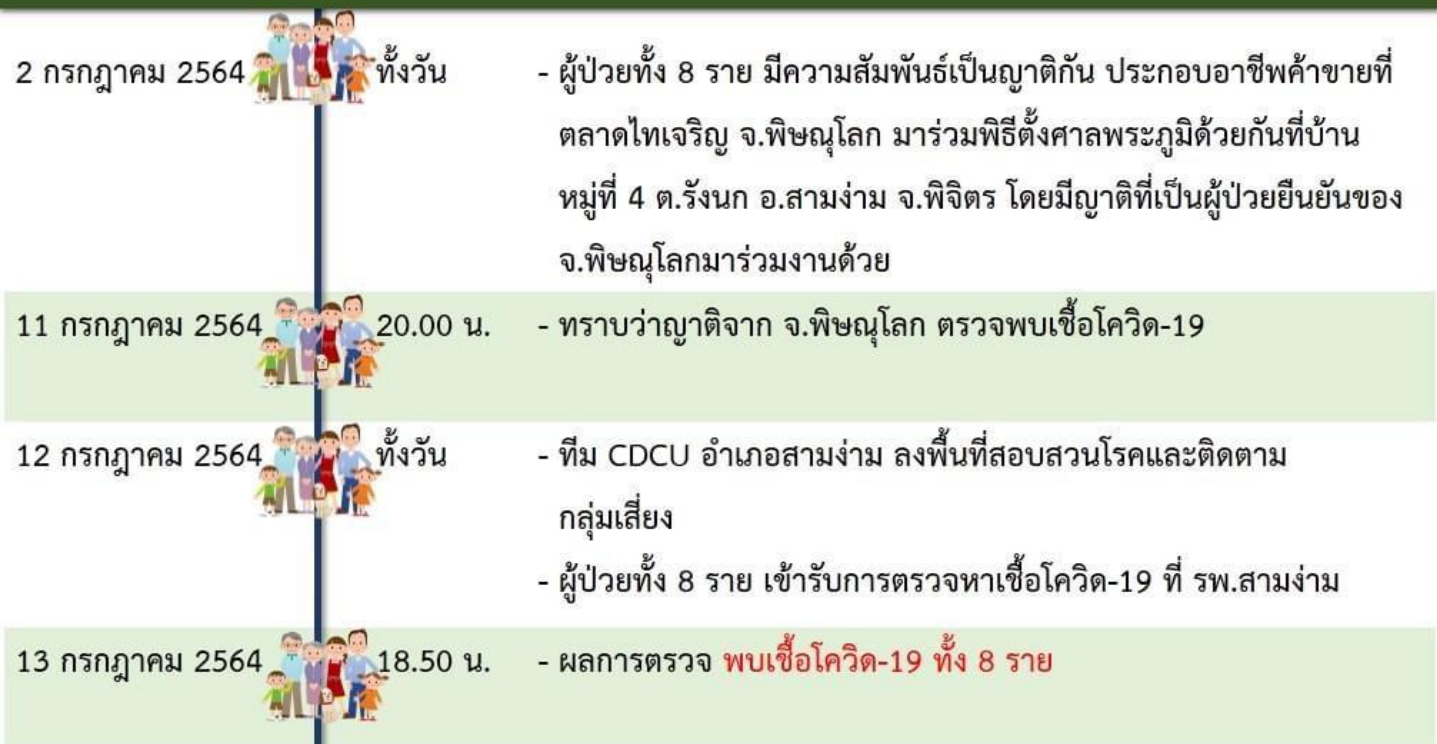 2 กรกฎาคม 2564 ทั้งวัน - ผู้ป่วยทั้ง 8 ราย มีความสัมพันธ์เป็นญาติกัน ประกอบอาชีพค้าขายที่
ตลาดไทเจริญ จ.พิษณุโลก มาร่วมพิธีตั้งศาลพระภูมิด้วยกันที่บ้าน
หมู่ที่ 4 ต.รังนก อ.สามง่าม จ.พิจิตร โดยมีญาติที่เป็นผู้ป่วยยืนยันของ
จ.พิษณุโลกมาร่วมงานด้วย
11 กรกฎาคม 2564 20.00 น. - ทราบว่าญาติจาก จ.พิษณุโลก ตรวจพบเชื้อโควิด-19
12 กรกฎาคม 2564 ทั้งวัน - ทีม CDCU อำเภอสามง่าม ลงพื้นที่สอบสวนโรคและติดตาม
กลุ่มเสี่ยง
- ผู้ป่วยทั้ง 8 ราย เข้ารับการตรวจหาเชื้อโควิด-19 ที่ รพ.สามง่าม
13 กรกฎาคม 2564 18.50 น. - ผลการตรวจ พบเชื้อโควิด-19 ทั้ง 8 ราย